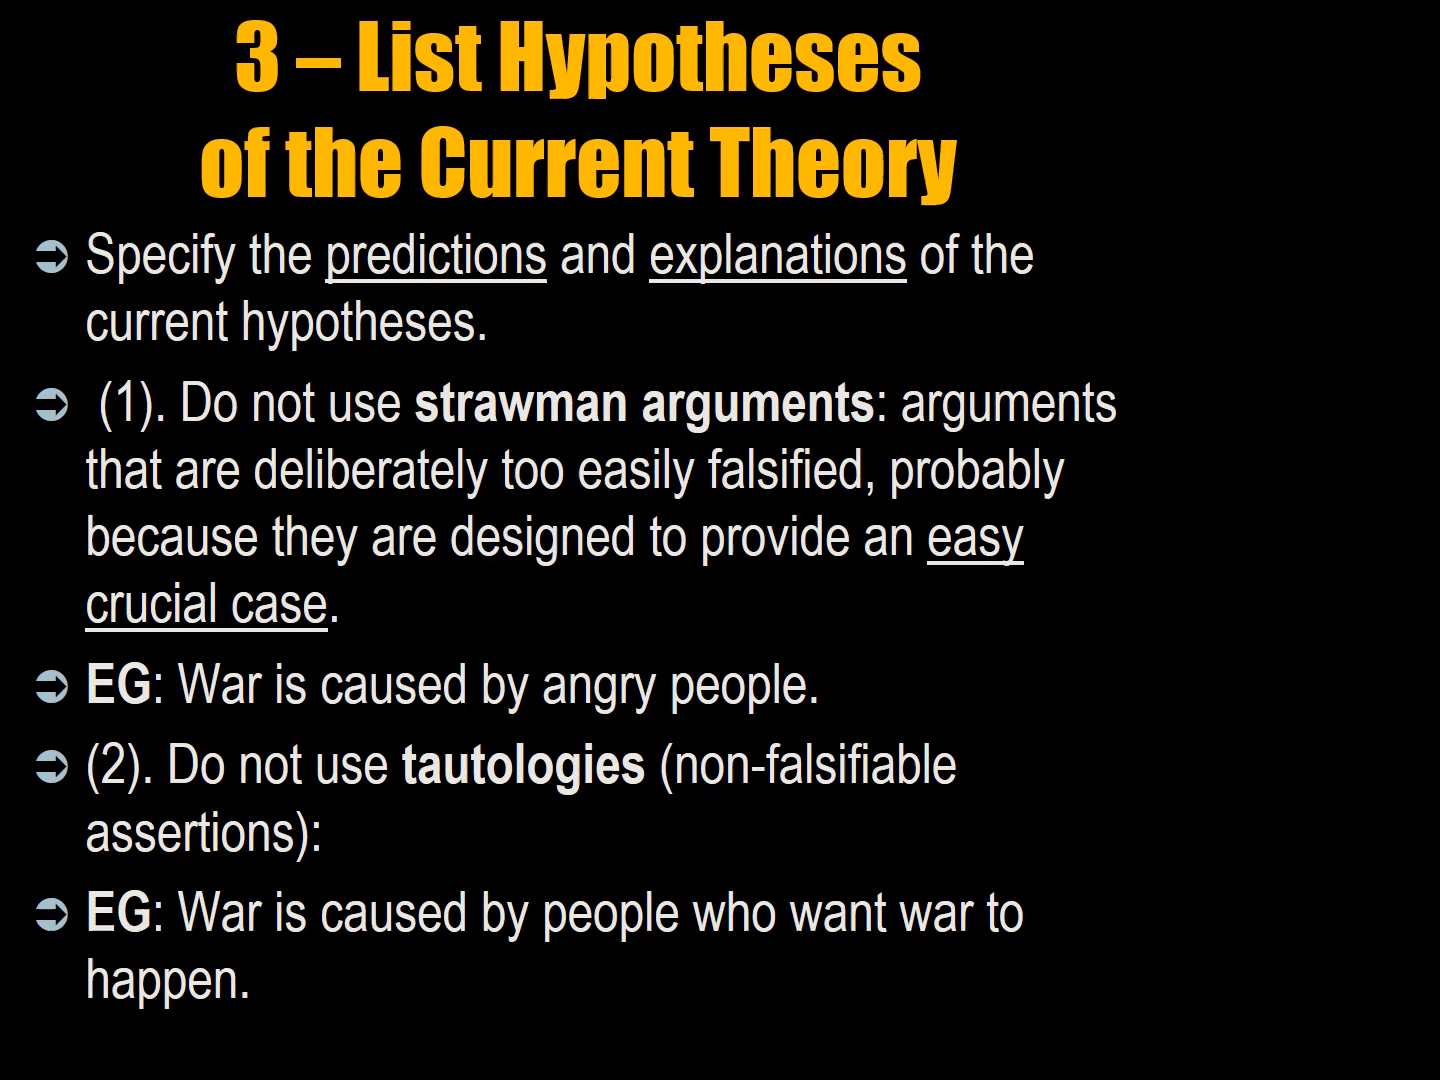 3 – List Hypotheses
of the Current Theory
Specify the predictions and explanations of the
current hypotheses.
(1). Do not use strawman arguments: arguments
that are deliberately too easily falsified, probably
because they are designed to provide an easy
crucial case.
EG: War is caused by angry people.
(2). Do not use tautologies (non-falsifiable
assertions):
EG: War is caused by people who want war to
happen.